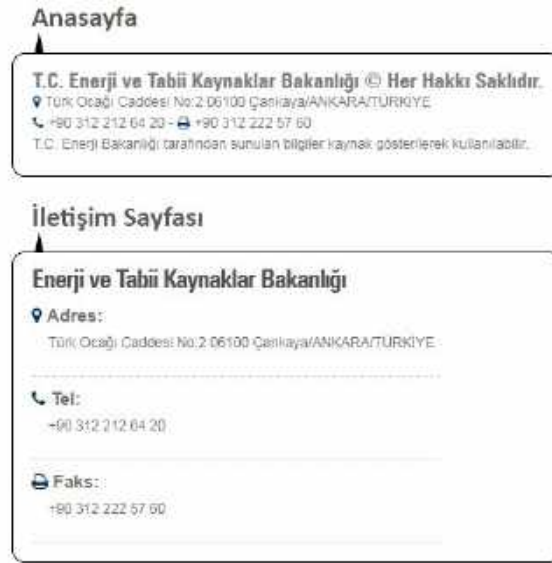 Anasayfa
T.C. Enerji ve Tabii Kaynaklar Bakanlığı © Her Hakkı Saklıdır.
Türk Ocağı Caddesi No:2 06100 Çankaya/ANKARA/TÜRKİYE
+90 312 212 64 20 - +90 312 222 57 60
T.C. Enerji Bakanlığı tarafından sunulan bilgiler kaynak gösterilerek kullanılabilir.
İletişim Sayfası
Enerji ve Tabii Kaynaklar Bakanlığı
Adres:
Türk Ocağı Caddesi No:2 06100 Çankaya/ANKARA/TÜRKİYE
Tel:
+90 312 212 64 20
Faks:
+90 312 222 57 60